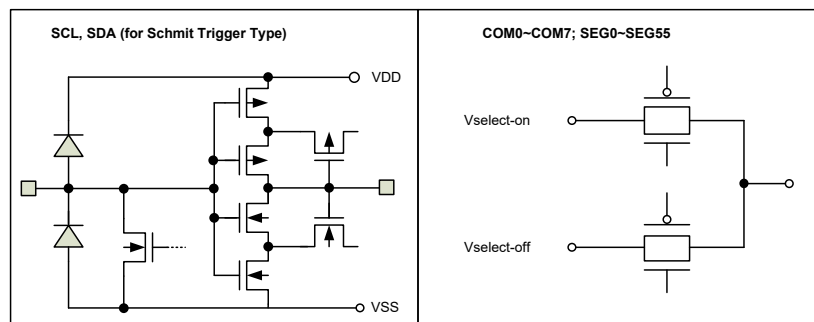 SCL, SDA (for Schmit Trigger Type)
VDD
VSS
COM0~COM7; SEG0~SEG55
Vselect-on
Vselect-off